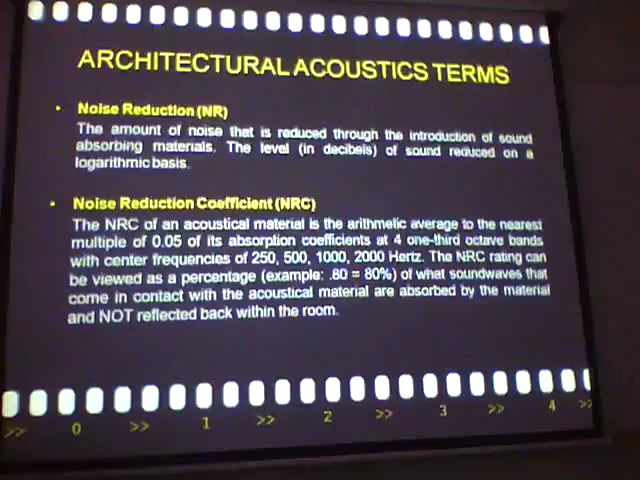 ARCHITECTURAL ACOUSTICS TERMS
• Noise Reduction (NR)
The amount of noise that is reduced through the introduction of sound
absorbing materials. The level (in decibels) of sound reduced on a
logarithmic basis.
• Noise Reduction Coefficient (NRC)
The NRC of an acoustical material is the arithmetic average to the nearest
multiple of 0.05 of its absorption coefficients at 4 one-third octave bands
with center frequencies of 250, 500, 1000, 2000 Hertz. The NRC rating can
be viewed as a percentage (example: .80 = 80%) of what soundwaves that
come in contact with the acoustical material are absorbed by the material
and NOT reflected back within the room.
>> 0 >> 1 >> 2 >> 3 >> 4 >>